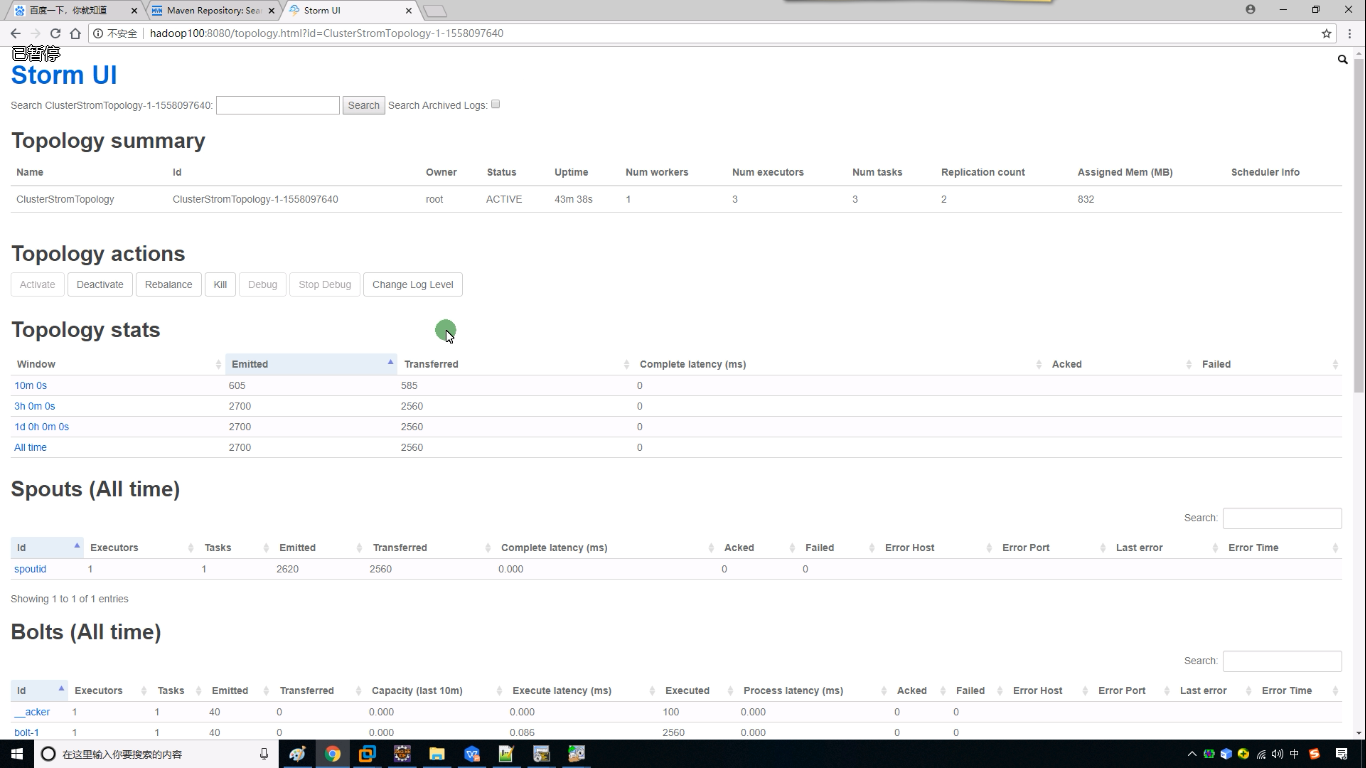 百度一下，你就知道
Maven Repository: Sea
Storm UI
不安全 hadoop100:8080/topology.html?id=ClusterStromTopology-1-1558097640
已暂停
Storm UI
Search ClusterStromTopology-1-1558097640: Search Search Archived Logs:
Topology summary
Name Id Owner Status Uptime Num workers Num executors Num tasks Replication count Assigned Mem (MB) Scheduler Info
ClusterStromTopology ClusterStromTopology-1-1558097640 root ACTIVE 43m 38s 1 3 3 2 832
Topology actions
Activate Deactivate Rebalance Kill Debug Stop Debug Change Log Level
Topology stats
Window Emitted Transferred Complete latency (ms) Acked Failed
10m 0s 605 585 0
3h 0m 0s 2700 2560 0
1d 0h 0m 0s 2700 2560 0
All time 2700 2560 0
Spouts (All time)
Search:
Id Executors Tasks Emitted Transferred Complete latency (ms) Acked Failed Error Host Error Port Last error Error Time
spoutid 1 1 2620 2560 0.000 0 0
Showing 1 to 1 of 1 entries
Bolts (All time)
Search:
Id Executors Tasks Emitted Transferred Capacity (last 10m) Execute latency (ms) Executed Process latency (ms) Acked Failed Error Host Error Port Last error Error Time
__acker 1 1 40 0 0.000 0.000 100 0.000 0 0
bolt-1 1 1 40 0 0.000 0.086 2560 0.000 0 0
在这里输入你要搜索的内容
中